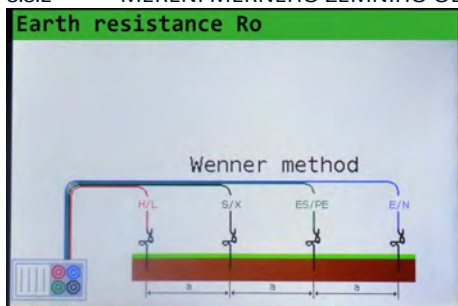 Earth resistance Ro
Wenner method
H/L S/X ES/PE E/N
a a a